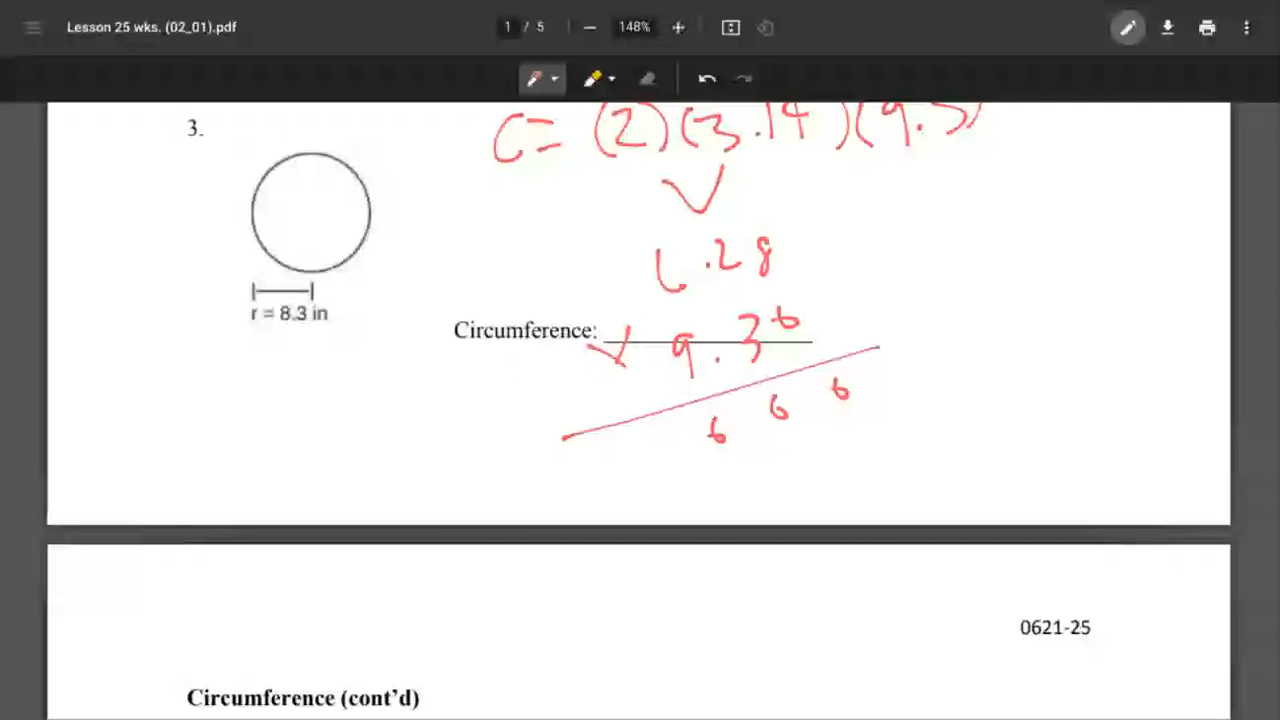 Lesson 25 wks. (02_01).pdf
1 / 5
148%
C= (2)(3.14)(9.3)
3.
6.28
r = 8.3 in
Circumference:
9.36
6 6 6
0621-25
Circumference (cont'd)